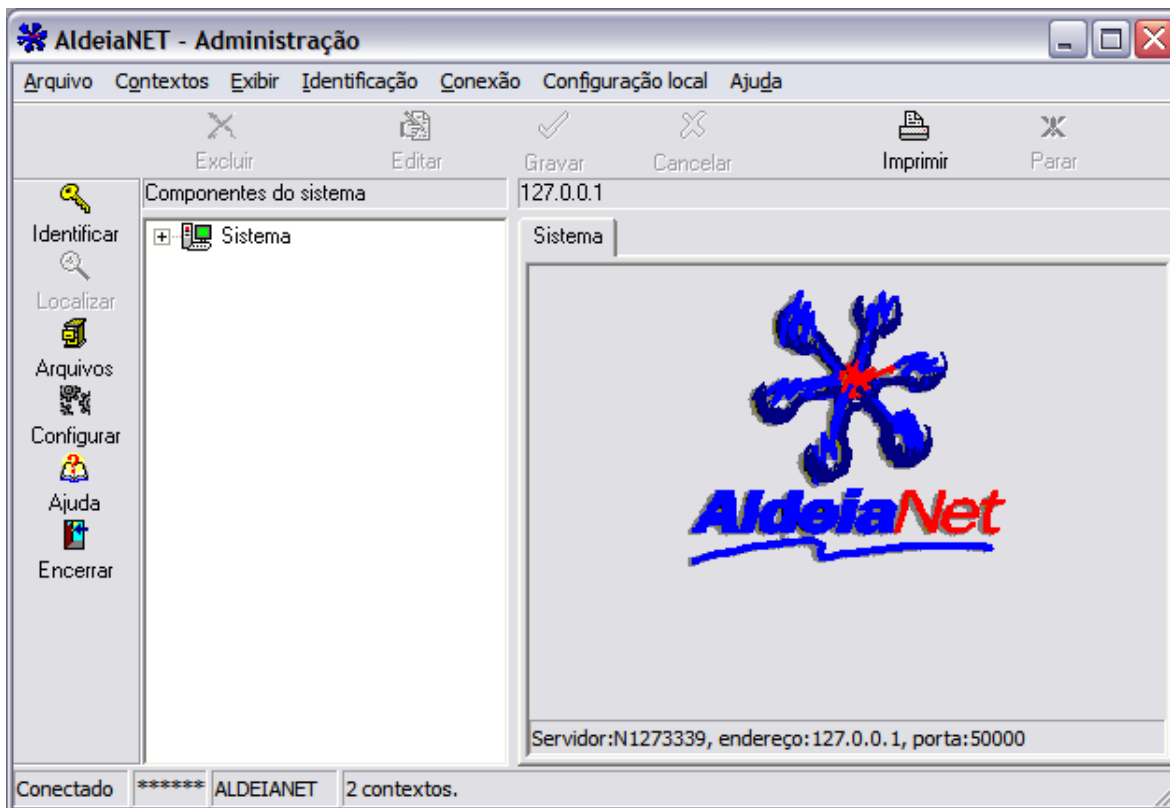 AldeiaNET - Administração
Arquivo Contextos Exibir Identificação Conexão Configuração local Ajuda
Excluir Editar Gravar Cancelar Imprimir Parar
Componentes do sistema 127.0.0.1
Identificar
Sistema
Sistema
Localizar
Arquivos
Configurar
Ajuda
Encerrar
AldeiaNet
Servidor:N1273339, endereço:127.0.0.1, porta:50000
Conectado ****** ALDEIANET 2 contextos.